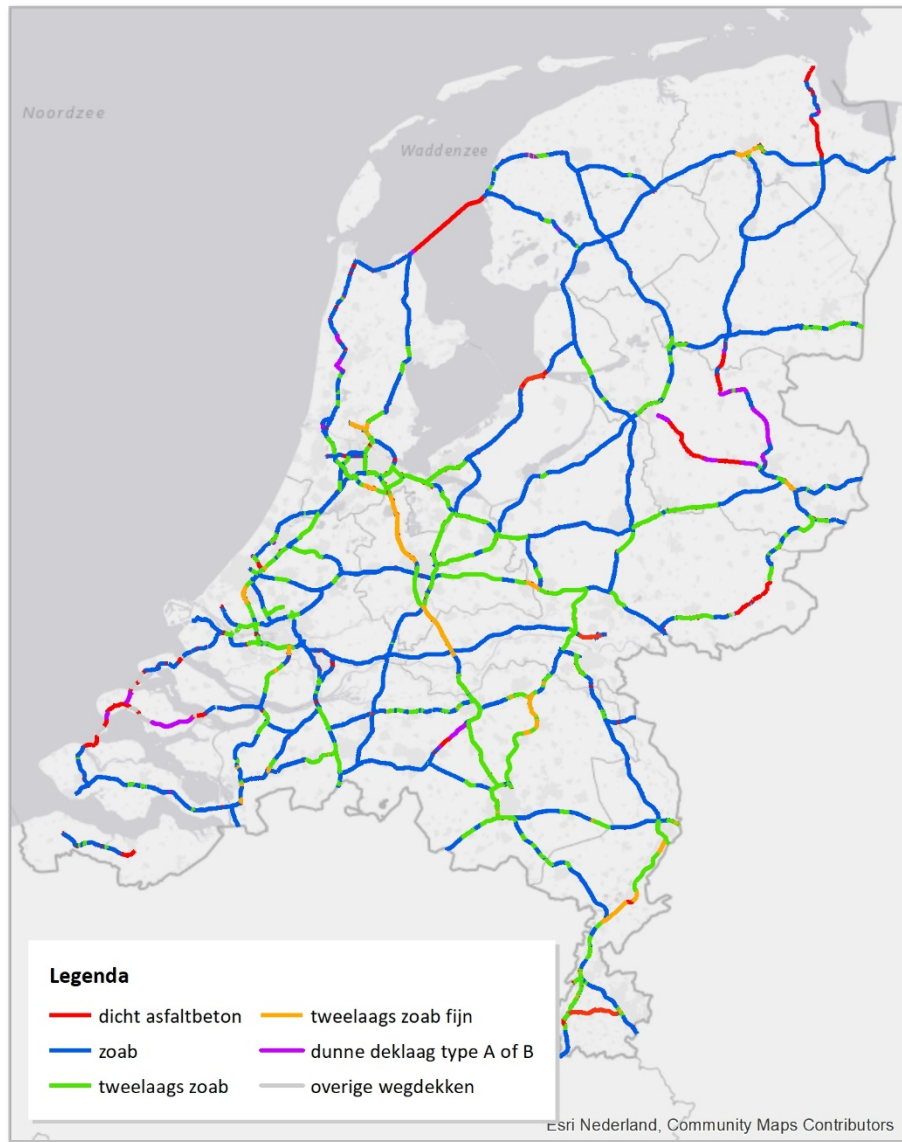 Noordzee
Waddenzee
Legenda
dicht asfaltbeton
zoab
tweelaags zoab
tweelaags zoab fijn
dunne deklaag type A of B
overige wegdekken
Esri Nederland, Community Maps Contributors